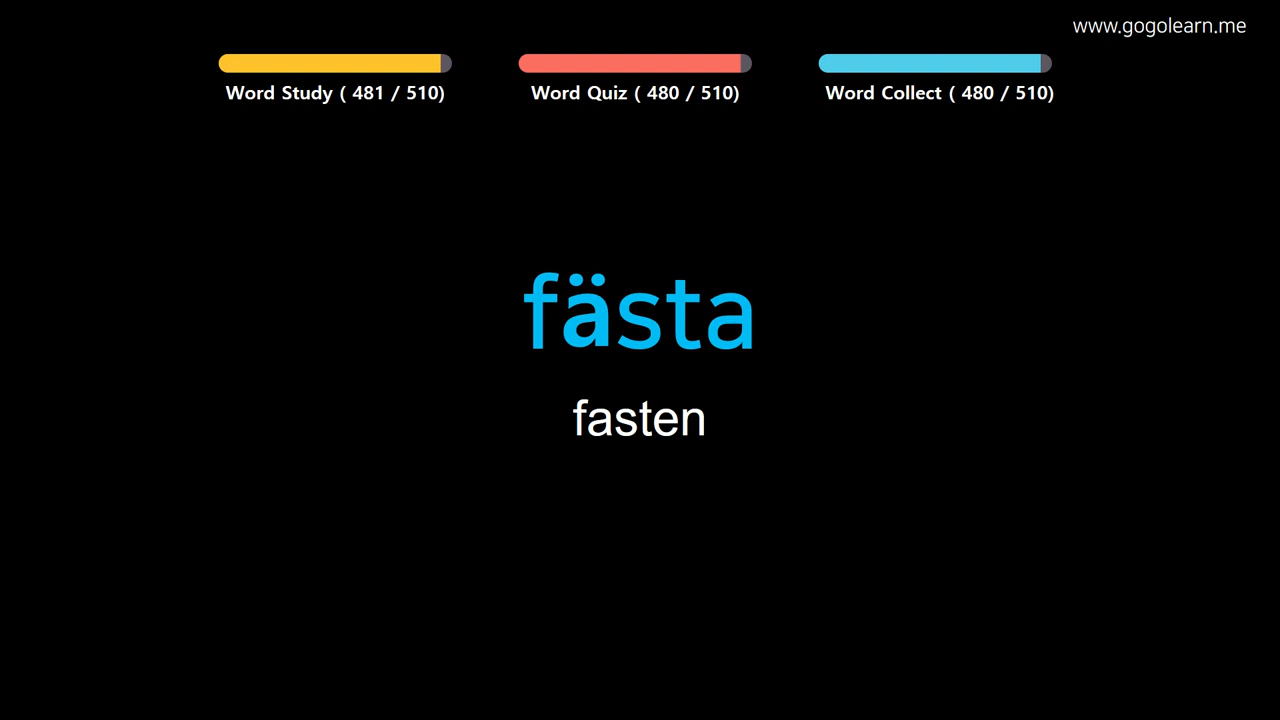 www.gogolearn.me
Word Study ( 481 / 510)
Word Quiz ( 480 / 510)
Word Collect ( 480 / 510)
fästa
fasten